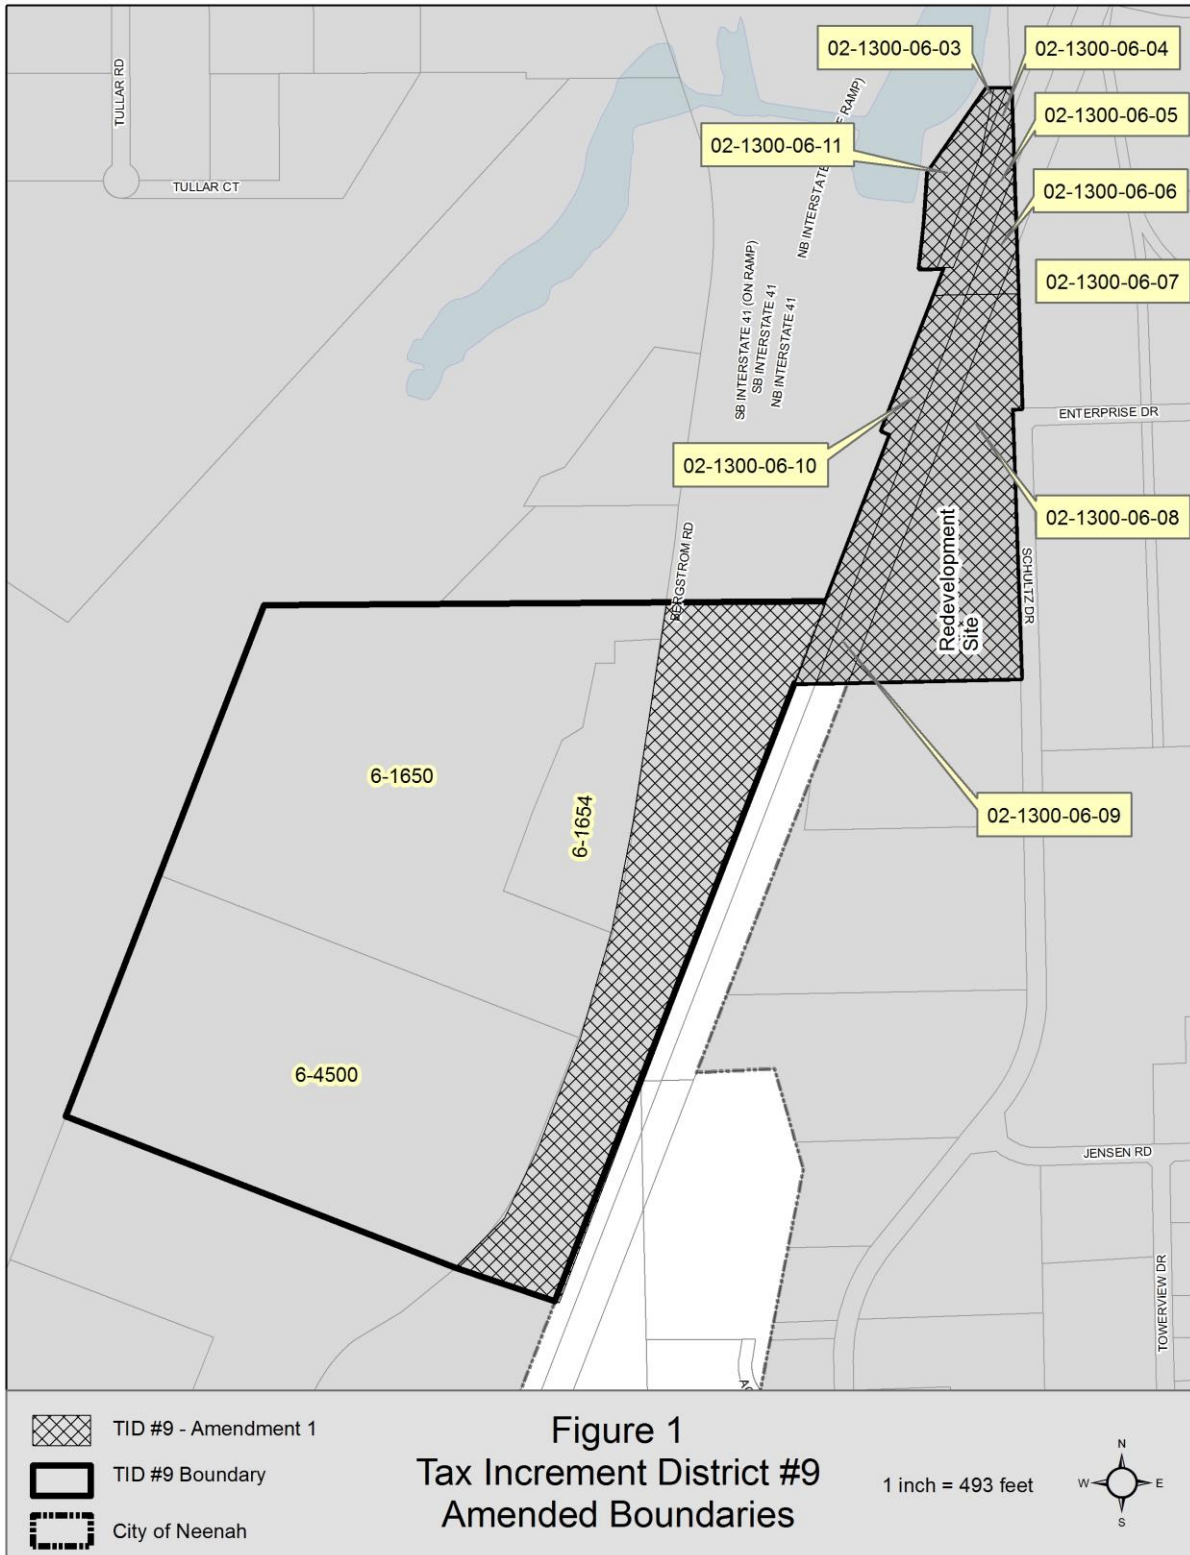 02-1300-06-03
02-1300-06-04
TULLAR RD
02-1300-06-05
02-1300-06-11
TULLAR CT
02-1300-06-06
NB INTERSTATE RAMP)
02-1300-06-07
SB INTERSTATE 41 (ON RAMP)
SB INTERSTATE 41
NB INTERSTATE 41
ENTERPRISE DR
02-1300-06-10
02-1300-06-08
Redevelopment
Site
SCHULTZ DR
BERGSTROM RD
6-1650
6-1654
02-1300-06-09
6-4500
JENSEN RD
TOWERVIEW DR
TID #9 - Amendment 1
TID #9 Boundary
City of Neenah
Figure 1
Tax Increment District #9
Amended Boundaries
1 inch = 493 feet
N
W E
S